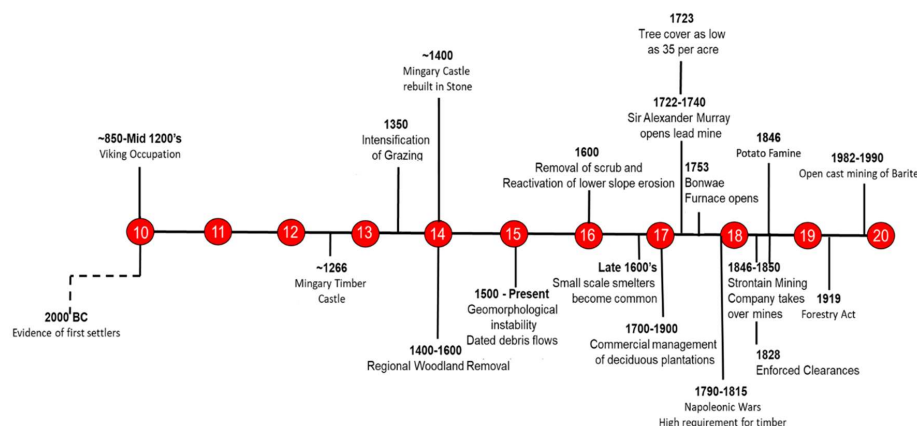 1723
Tree cover as low
as 35 per acre
~1400
Mingary Castle
rebuilt in Stone
1722-1740
Sir Alexander Murray
opens lead mine
~850-Mid 1200's
Viking Occupation
1350
Intensification
of Grazing
1600
Removal of scrub and
Reactivation of lower slope erosion
1753
Bonwae
Furnace opens
1846
Potato Famine
1982-1990
Open cast mining of Barite
10 11 12 13 14 15 16 17 18 19 20
2000 BC
Evidence of first settlers
~1266
Mingary Timber
Castle
1400-1600
Regional Woodland Removal
1500 - Present
Geomorphological
instability
Dated debris flows
Late 1600's
Small scale smelters
become common
1700-1900
Commercial management
of deciduous plantations
1790-1815
Napoleonic Wars
High requirement for timber
1846-1850
Strontain Mining
Company takes
over mines
1828
Enforced Clearances
1919
Forestry Act